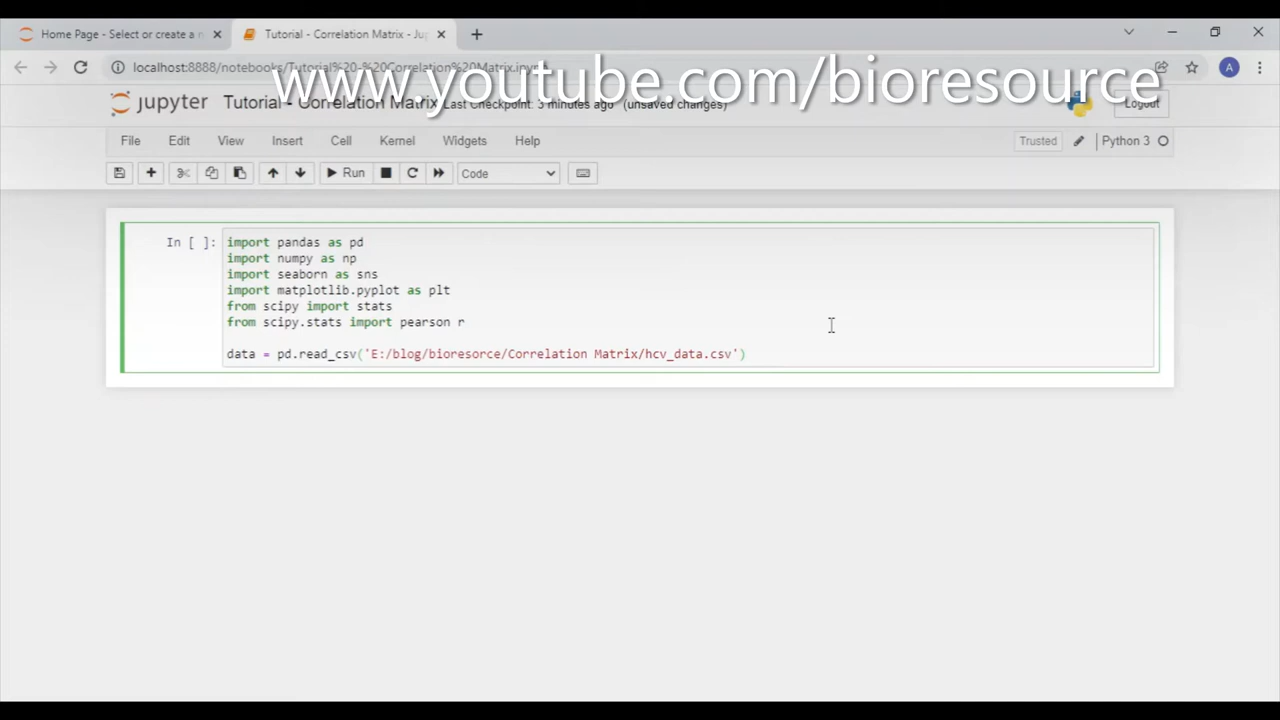 Home Page - Select or create a n
Tutorial - Correlation Matrix - Jup
localhost:8888/notebooks/Tutorial%20-%20Correlation%20Matrix.ipynb
www.youtube.com/bioresource
A
jupyter Tutorial - Correlation Matrix Last Checkpoint: 3 minutes ago (unsaved changes) Logout
File Edit View Insert Cell Kernel Widgets Help Trusted Python 3
Run Code
In [ ]: import pandas as pd
import numpy as np
import seaborn as sns
import matplotlib.pyplot as plt
from scipy import stats
from scipy.stats import pearson r
data = pd.read_csv('E:/blog/bioresorce/Correlation Matrix/hcv_data.csv')